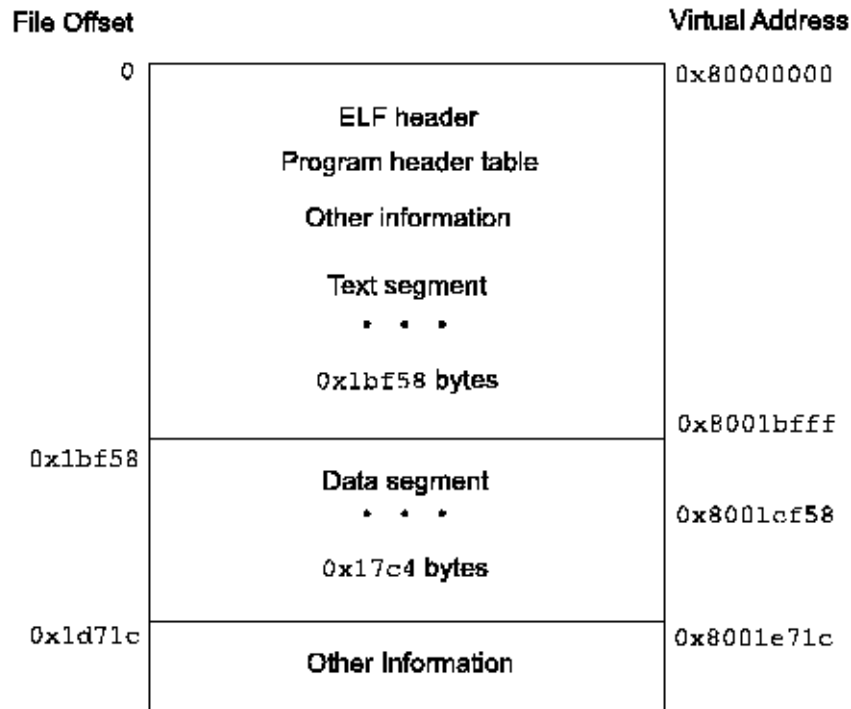 File Offset Virtual Address
0 0x80000000
ELF header
Program header table
Other information
Text segment
• • •
0x1bf58 bytes
0x8001bfff
0x1bf58
Data segment
• • •
0x8001cf58
0x17c4 bytes
0x1d71c 0x8001e71c
Other Information